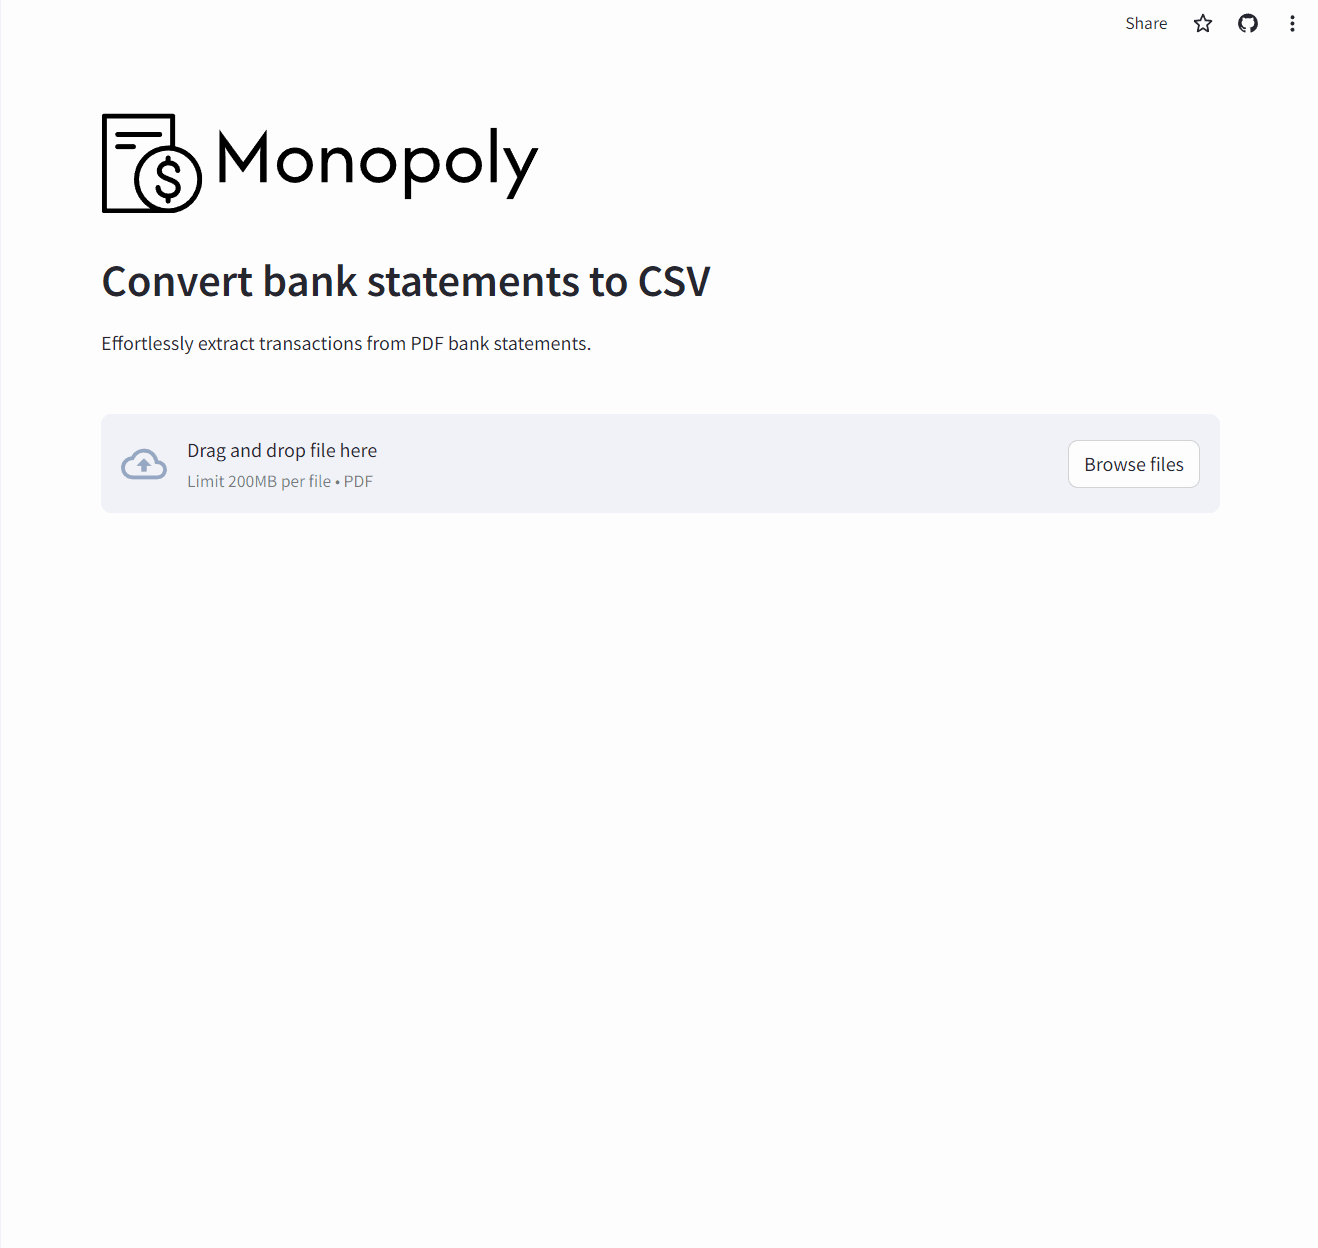 Share
Monopoly
Convert bank statements to CSV
Effortlessly extract transactions from PDF bank statements.
Drag and drop file here
Limit 200MB per file • PDF
Browse files